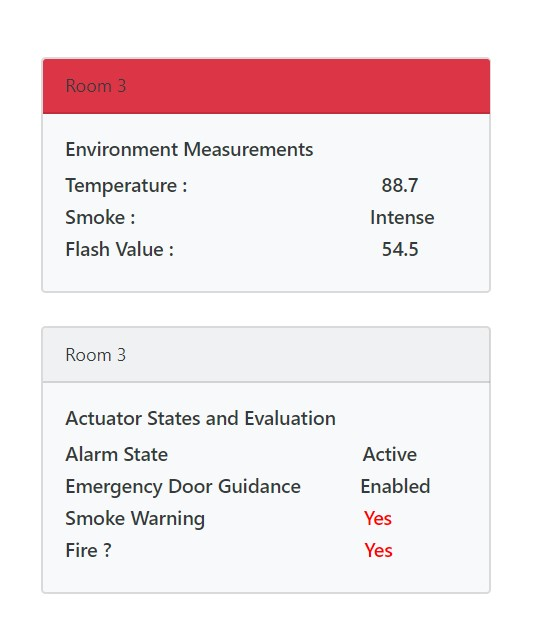 Room 3
Environment Measurements
Temperature : 88.7
Smoke : Intense
Flash Value : 54.5
Room 3
Actuator States and Evaluation
Alarm State Active
Emergency Door Guidance Enabled
Smoke Warning Yes
Fire ? Yes